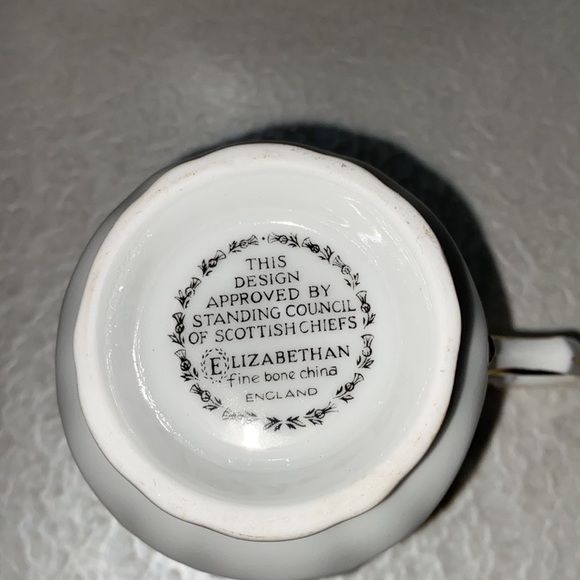 THIS
DESIGN
APPROVED BY
STANDING COUNCIL
OF SCOTTISH CHIEFS
ELIZABETHAN
fine bone china
ENGLAND